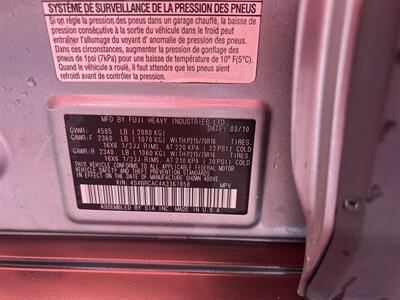 SYSTÈME DE SURVEILLANCE DE LA PRESSION DES PNEUS
Si on règle la pression des pneus dans un garage chauffé, la baisse de
pression consécutive à la sortie du véhicule dans le froid peut
entraîner l'allumage du voyant d' anomalie de pression des pneus.
Dans ces circonstances, augmenter la pression de gonflage des
pneus de 1psi (7kPa) pour une baisse de température de 10° F(5°C).
Quand le véhicule a roulé, il faut attendre que les pneus aient
refroidi avant d'en contrôler la pression.
MFD BY FUJI HEAVY INDUSTRIES LTD.
GVWR: 4585 LB (2080 KG) DATE: 03/10
GAWR:F 2360 LB (1070 KG) WITH P215/70R16 TIRES
16X6 1/2JJ RIMS, AT 220 KPA (32 PSI) COLD
GAWR:R 2340 LB (1060 KG) WITH P215/70R16 TIRES
16X6 1/2JJ RIMS, AT 210 KPA (30 PSI) COLD
THIS VEHICLE CONFORMS TO ALL APPLICABLE FEDERAL MOTOR
VEHICLE SAFETY AND THEFT PREVENTION STANDARDS IN
EFFECT ON THE DATE OF MANUFACTURE SHOWN ABOVE.
VIN: 4S4BRCAC4A3367858 MPV
ASSEMBLED BY SIA INC. MADE IN U.S.A.